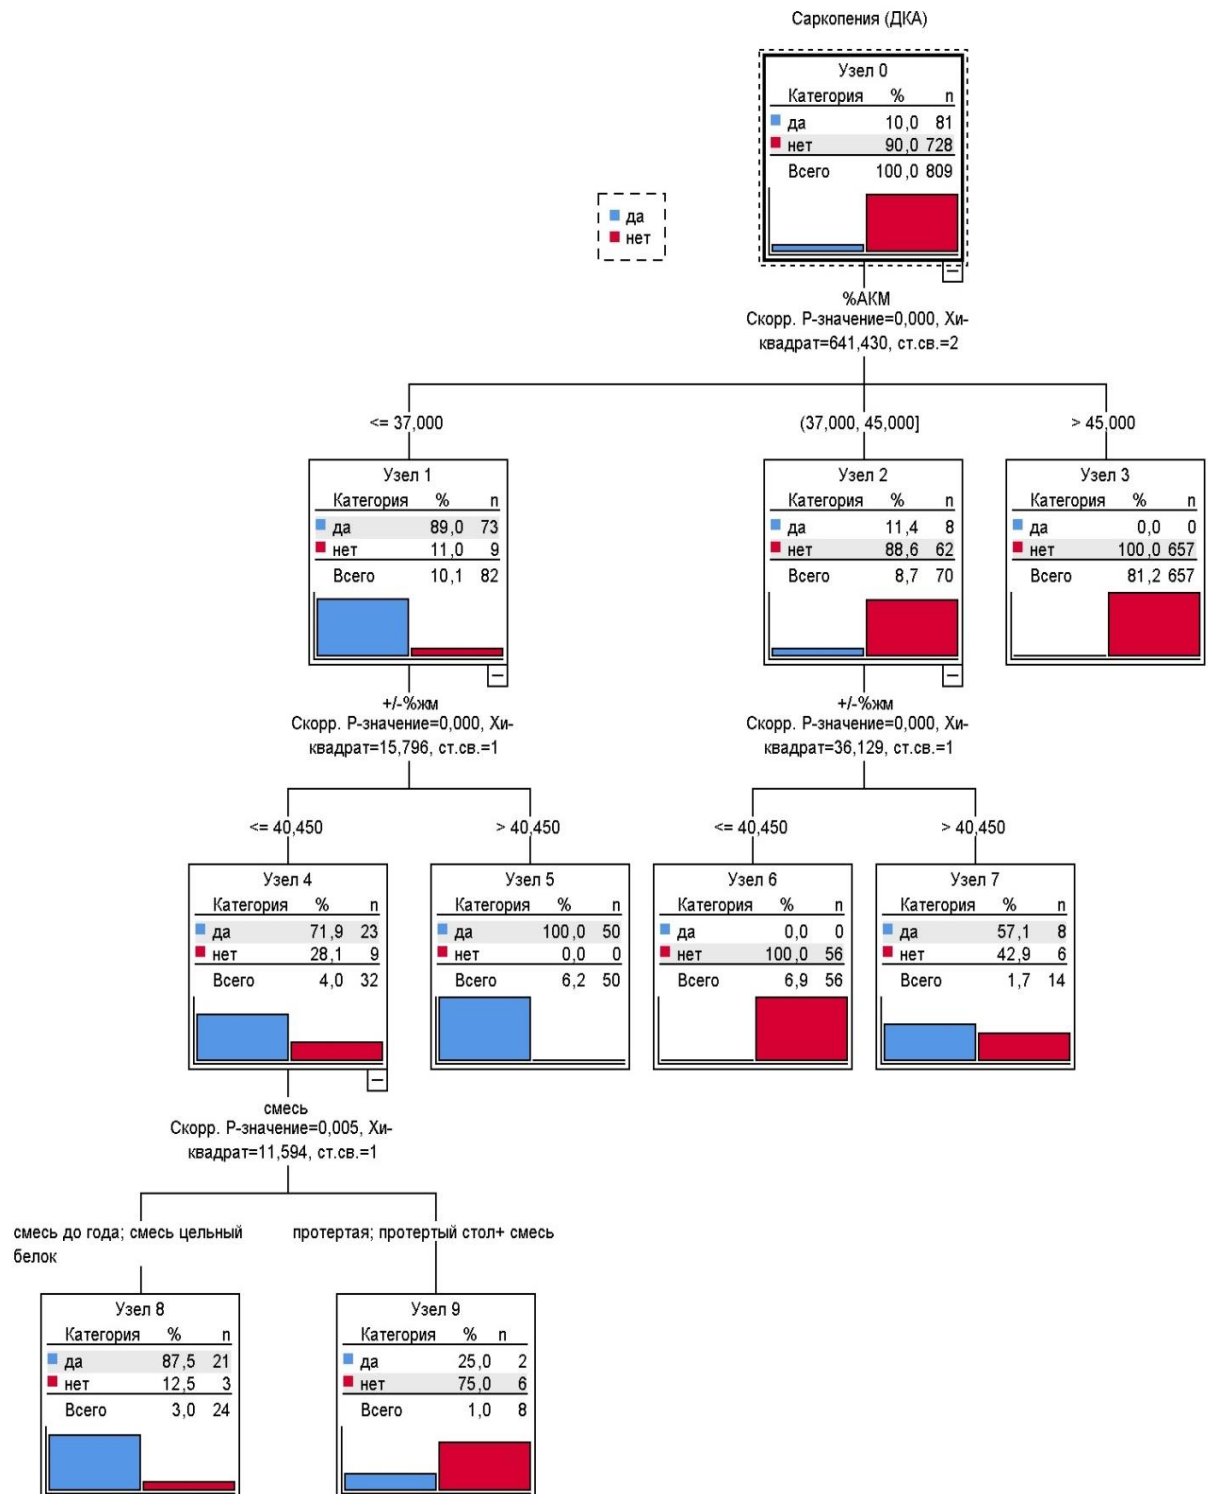 Саркопения (ДКА)
Узел 0
Категория % n
да 10,0 81
нет 90,0 728
Всего 100,0 809
да
нет
%АКМ
Скорр. P-значение=0,000, Хи-
квадрат=641,430, ст.св.=2
<= 37,000
(37,000, 45,000]
> 45,000
Узел 1
Категория % n
да 89,0 73
нет 11,0 9
Всего 10,1 82
Узел 2
Категория % n
да 11,4 8
нет 88,6 62
Всего 8,7 70
Узел 3
Категория % n
да 0,0 0
нет 100,0 657
Всего 81,2 657
+/-%жм
Скорр. P-значение=0,000, Хи-
квадрат=15,796, ст.св.=1
+/-%жм
Скорр. P-значение=0,000, Хи-
квадрат=36,129, ст.св.=1
<= 40,450
> 40,450
<= 40,450
> 40,450
Узел 4
Категория % n
да 71,9 23
нет 28,1 9
Всего 4,0 32
Узел 5
Категория % n
да 100,0 50
нет 0,0 0
Всего 6,2 50
Узел 6
Категория % n
да 0,0 0
нет 100,0 56
Всего 6,9 56
Узел 7
Категория % n
да 57,1 8
нет 42,9 6
Всего 1,7 14
смесь
Скорр. P-значение=0,005, Хи-
квадрат=11,594, ст.св.=1
смесь до года; смесь цельный
белок
протертая; протертый стол+ смесь
Узел 8
Категория % n
да 87,5 21
нет 12,5 3
Всего 3,0 24
Узел 9
Категория % n
да 25,0 2
нет 75,0 6
Всего 1,0 8